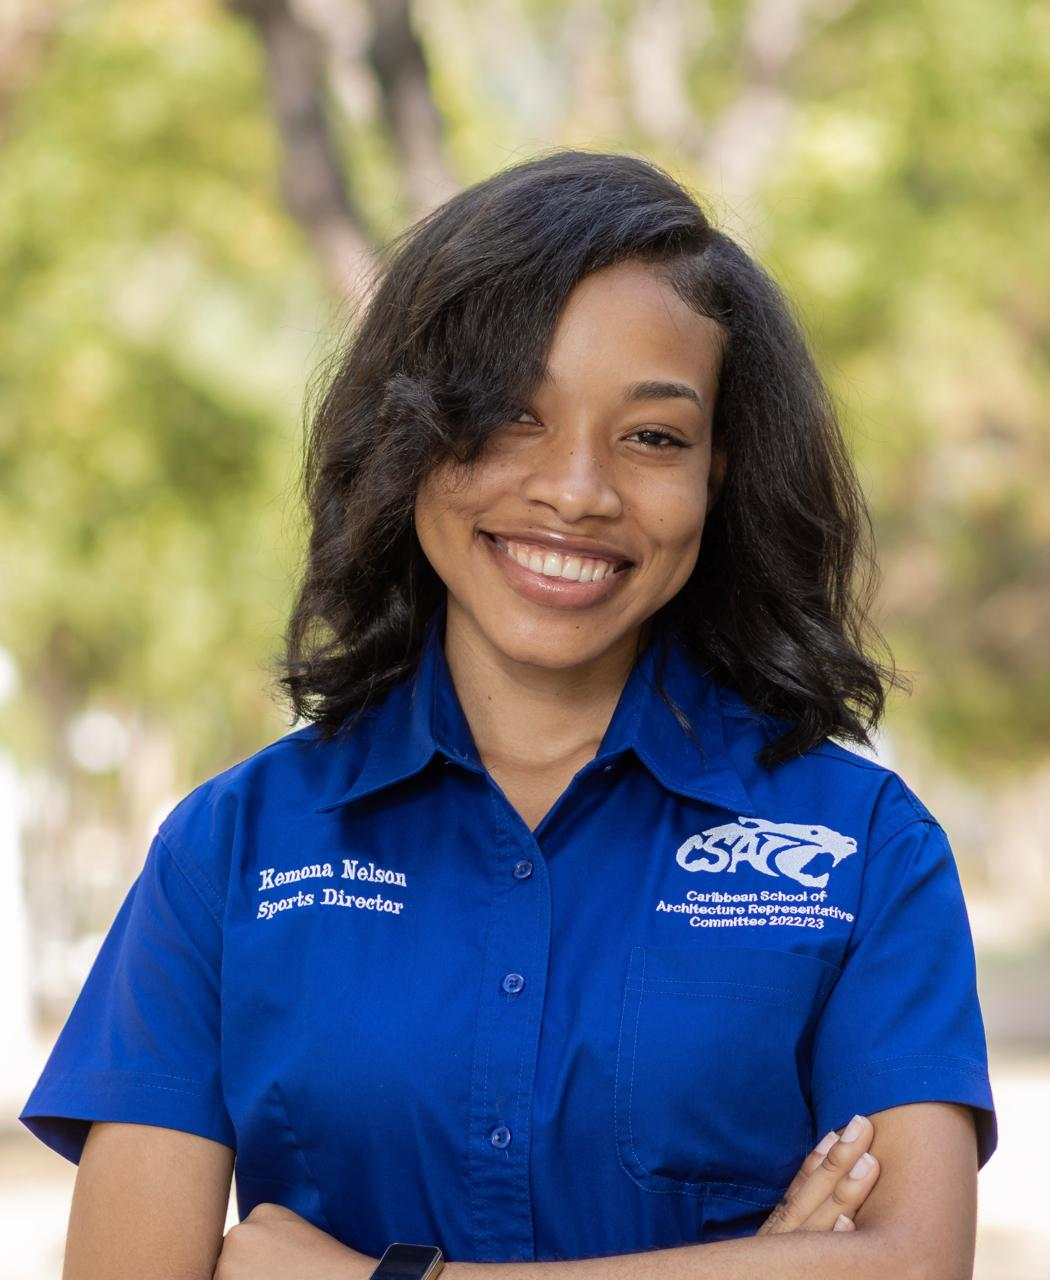 Kemona Nelson
Sports Director
CSARC
Caribbean School of
Architecture Representative
Committee 2022/23